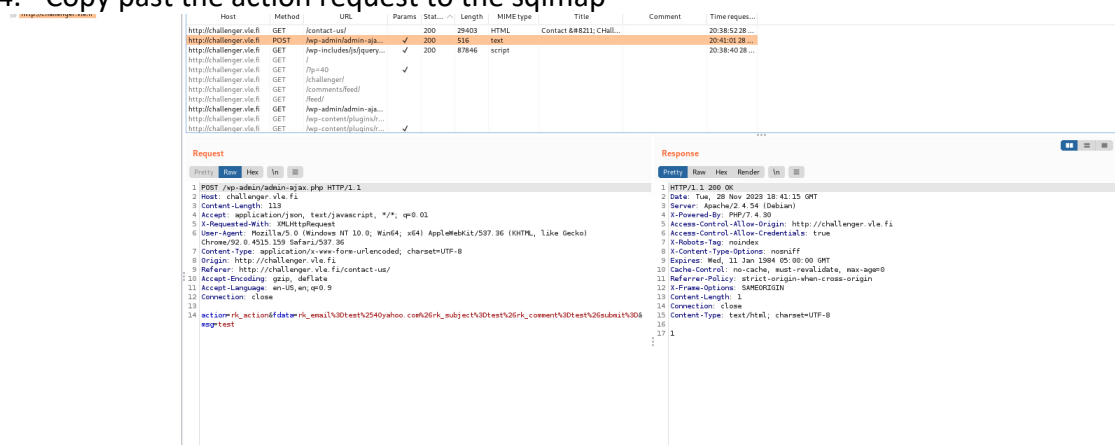 4. Copy past the action request to the sqlmap
Host Method URL Params Stat... Length MIME type Title Comment Time reques...
http://challenger.vle.fi GET /contact-us/ 200 29403 HTML Contact &#8211; CHall... 20:38:52 28 ...
http://challenger.vle.fi POST /wp-admin/admin-aja... ✓ 200 516 text 20:41:01 28 ...
http://challenger.vle.fi GET /wp-includes/js/jquery... ✓ 200 87846 script 20:38:40 28 ...
http://challenger.vle.fi GET /
http://challenger.vle.fi GET /?p=40 ✓
http://challenger.vle.fi GET /challenger/
http://challenger.vle.fi GET /comments/feed/
http://challenger.vle.fi GET /feed/
http://challenger.vle.fi GET /wp-admin/admin-aja...
http://challenger.vle.fi GET /wp-content/plugins/r...
http://challenger.vle.fi GET /wp-content/plugins/r... ✓
Request
Pretty Raw Hex \n
1 POST /wp-admin/admin-ajax.php HTTP/1.1
2 Host: challenger.vle.fi
3 Content-Length: 113
4 Accept: application/json, text/javascript, */*; q=0.01
5 X-Requested-With: XMLHttpRequest
6 User-Agent: Mozilla/5.0 (Windows NT 10.0; Win64; x64) AppleWebKit/537.36 (KHTML, like Gecko)
Chrome/92.0.4515.159 Safari/537.36
7 Content-Type: application/x-www-form-urlencoded; charset=UTF-8
8 Origin: http://challenger.vle.fi
9 Referer: http://challenger.vle.fi/contact-us/
10 Accept-Encoding: gzip, deflate
11 Accept-Language: en-US,en;q=0.9
12 Connection: close
13
14 action=rk_action&fdata=rk_email%3Dtest%2540yahoo.com%26rk_subject%3Dtest%26rk_comment%3Dtest%26submit%3D&
msg=test
Response
Pretty Raw Hex Render \n
1 HTTP/1.1 200 OK
2 Date: Tue, 28 Nov 2023 18:41:15 GMT
3 Server: Apache/2.4.54 (Debian)
4 X-Powered-By: PHP/7.4.30
5 Access-Control-Allow-Origin: http://challenger.vle.fi
6 Access-Control-Allow-Credentials: true
7 X-Robots-Tag: noindex
8 X-Content-Type-Options: nosniff
9 Expires: Wed, 11 Jan 1984 05:00:00 GMT
10 Cache-Control: no-cache, must-revalidate, max-age=0
11 Referrer-Policy: strict-origin-when-cross-origin
12 X-Frame-Options: SAMEORIGIN
13 Content-Length: 1
14 Connection: close
15 Content-Type: text/html; charset=UTF-8
16
17 1